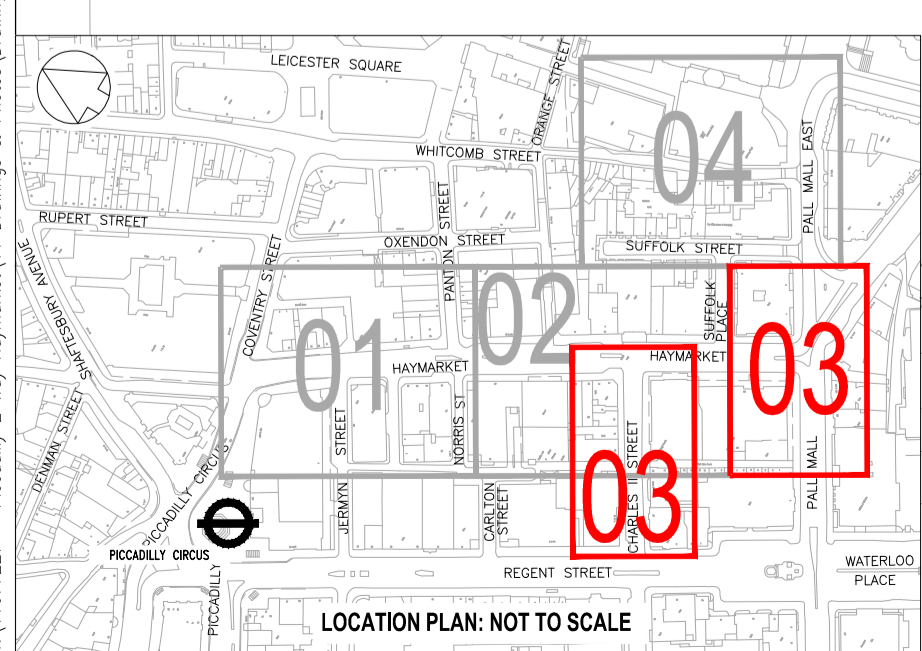 LEICESTER SQUARE
ORANGE STREET
WHITCOMB STREET
04
PALL MALL EAST
RUPERT STREET
PANTON STREET
OXENDON STREET
SUFFOLK STREET
SHAFTESBURY AVENUE
COVENTRY STREET
01
02
SUFFOLK
PLACE
HAYMARKET
HAYMARKET
03
DENMAN STREET
JERMYN STREET
NORRIS ST
CHARLES II STREET
03
PALL MALL
PICCADILLY CIRCUS
CARLTON
STREET
PICCADILLY CIRCUS
PICCADILLY
REGENT STREET
WATERLOO
PLACE
LOCATION PLAN: NOT TO SCALE